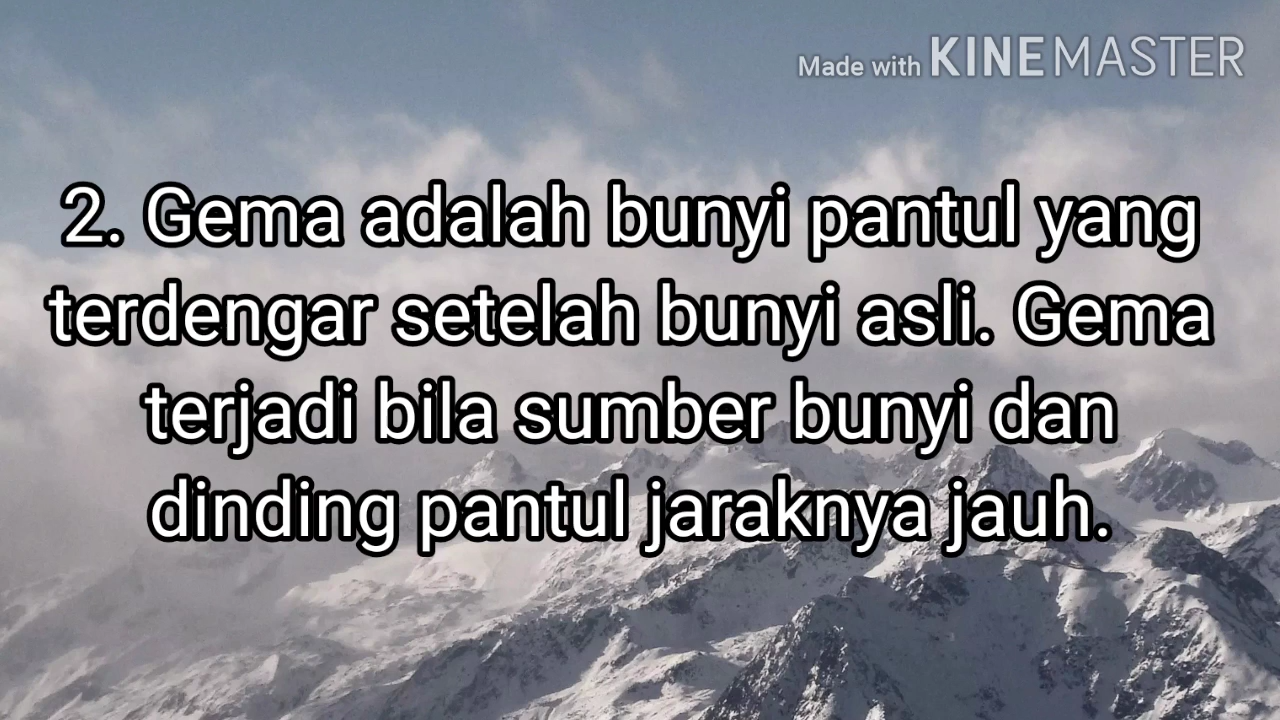 Made with KINEMASTER
2. Gema adalah bunyi pantul yang
terdengar setelah bunyi asli. Gema
terjadi bila sumber bunyi dan
dinding pantul jaraknya jauh.